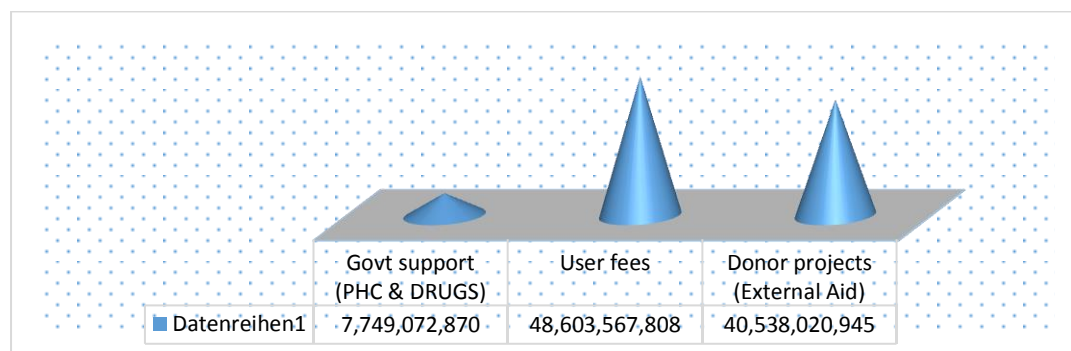 Govt support
(PHC & DRUGS)
User fees
Donor projects
(External Aid)
Datenreihen1 7,749,072,870 48,603,567,808 40,538,020,945